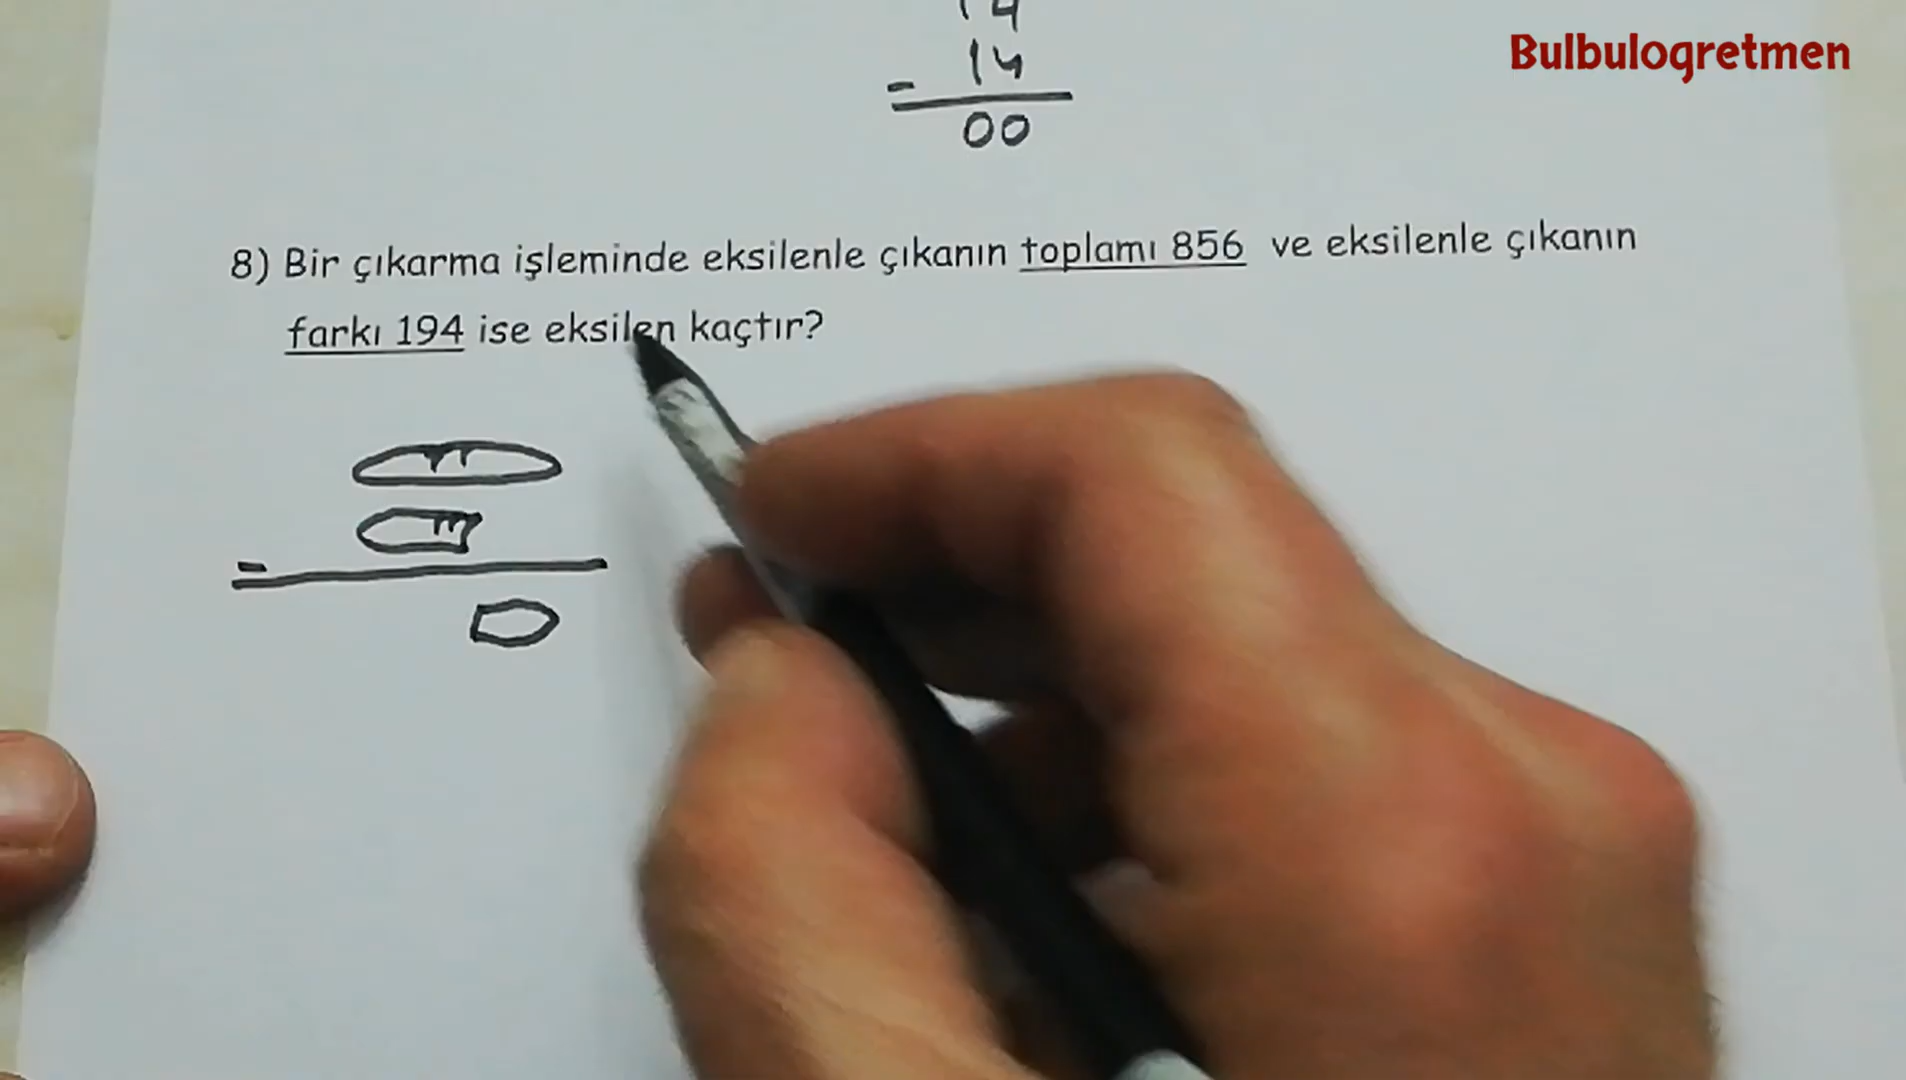 14
Bulbulogretmen
- 14
00
8) Bir çıkarma işleminde eksilenle çıkanın toplamı 856 ve eksilenle çıkanın
farkı 194 ise eksilen kaçtır?
-